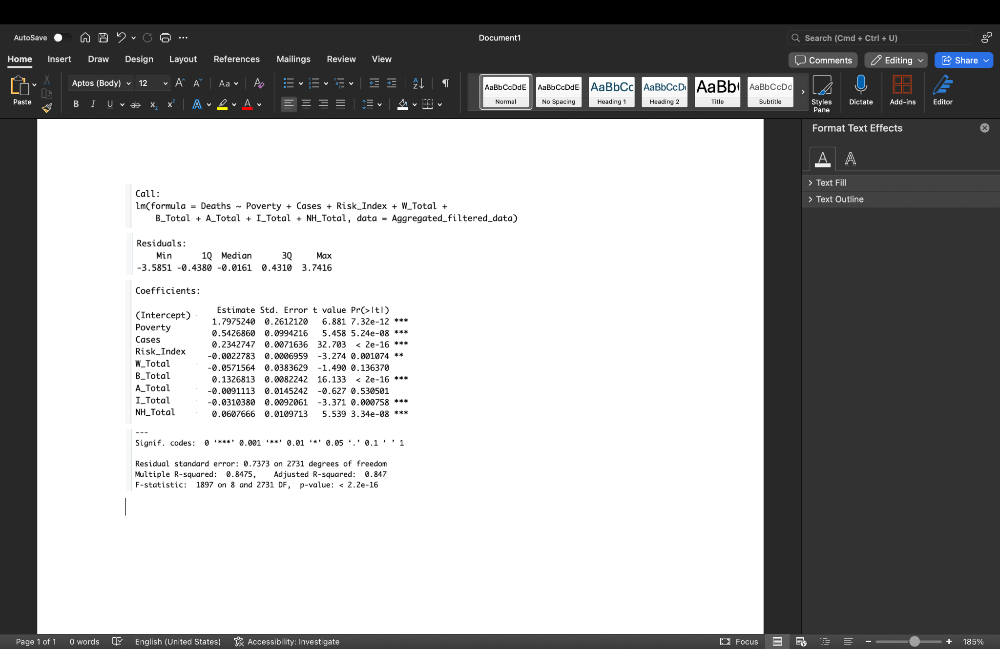 AutoSave
Document1
Search (Cmd + Ctrl + U)
Home Insert Draw Design Layout References Mailings Review View
Comments Editing Share
Paste
Aptos (Body) 12
Aa
AaBbCcDdE AaBbCcDdE AaBbCc AaBbCcD AaBb AaBbCcDd
Normal No Spacing Heading 1 Heading 2 Title Subtitle
Styles Pane
Dictate
Add-ins
Editor
Format Text Effects
Text Fill
Text Outline
Call:
lm(formula = Deaths ~ Poverty + Cases + Risk_Index + W_Total +
B_Total + A_Total + I_Total + NH_Total, data = Aggregated_filtered_data)
Residuals:
Min 1Q Median 3Q Max
-3.5851 -0.4380 -0.0161 0.4310 3.7416
Coefficients:
Estimate Std. Error t value Pr(>|t|)
(Intercept) 1.7975240 0.2612120 6.881 7.32e-12 ***
Poverty 0.5426860 0.0994216 5.458 5.24e-08 ***
Cases 0.2342747 0.0071636 32.703 < 2e-16 ***
Risk_Index -0.0022783 0.0006959 -3.274 0.001074 **
W_Total -0.0571564 0.0383629 -1.490 0.136370
B_Total 0.1326813 0.0082242 16.133 < 2e-16 ***
A_Total -0.0091113 0.0145242 -0.627 0.530501
I_Total -0.0310380 0.0092061 -3.371 0.000758 ***
NH_Total 0.0607666 0.0109713 5.539 3.34e-08 ***
---
Signif. codes: 0 ‘***’ 0.001 ‘**’ 0.01 ‘*’ 0.05 ‘.’ 0.1 ‘ ’ 1
Residual standard error: 0.7373 on 2731 degrees of freedom
Multiple R-squared: 0.8475, Adjusted R-squared: 0.847
F-statistic: 1897 on 8 and 2731 DF, p-value: < 2.2e-16
Page 1 of 1 0 words English (United States) Accessibility: Investigate Focus 185%